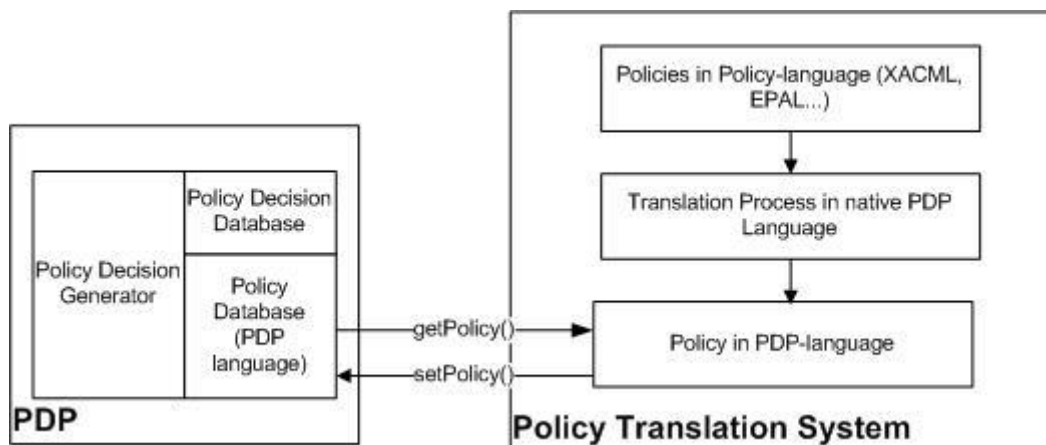 Policies in Policy-language (XACML,
EPAL...)
Translation Process in native PDP
Language
Policy in PDP-language
Policy Translation System
Policy Decision
Database
Policy Decision
Generator
Policy
Database
(PDP
language)
getPolicy()
setPolicy()
PDP